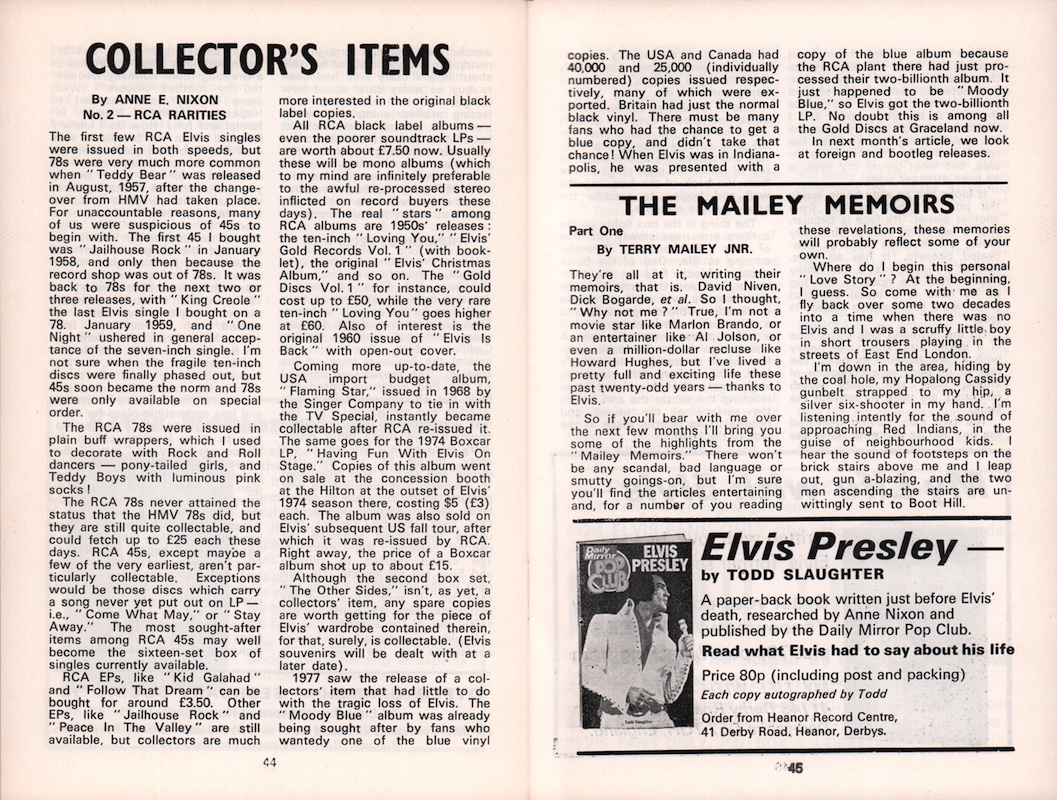 COLLECTOR'S ITEMS
By ANNE E. NIXON
No. 2 — RCA RARITIES
The first few RCA Elvis singles
were issued in both speeds, but
78s were very much more common
when "Teddy Bear" was released
in August, 1957, after the change-
over from HMV had taken place.
For unaccountable reasons, many
of us were suspicious of 45s to
begin with. The first 45 I bought
was "Jailhouse Rock" in January
1958, and only then because the
record shop was out of 78s. It was
back to 78s for the next two or
three releases, with "King Creole"
the last Elvis single I bought on a
78. January 1959, and "One
Night" ushered in general accep-
tance of the seven-inch single. I'm
not sure when the fragile ten-inch
discs were finally phased out, but
45s soon became the norm and 78s
were only available on special
order.
The RCA 78s were issued in
plain buff wrappers, which I used
to decorate with Rock and Roll
dancers — pony-tailed girls, and
Teddy Boys with luminous pink
socks!
The RCA 78s never attained the
status that the HMV 78s did, but
they are still quite collectable, and
could fetch up to £25 each these
days. RCA 45s, except maybe a
few of the very earliest, aren't par-
ticularly collectable. Exceptions
would be those discs which carry
a song never yet put out on LP —
i.e., "Come What May," or "Stay
Away." The most sought-after
items among RCA 45s may well
become the sixteen-set box of
singles currently available.
RCA EPs, like "Kid Galahad"
and "Follow That Dream" can be
bought for around £3.50. Other
EPs, like "Jailhouse Rock" and
"Peace In The Valley" are still
available, but collectors are much
more interested in the original black
label copies.
All RCA black label albums —
even the poorer soundtrack LPs —
are worth about £7.50 now. Usually
these will be mono albums (which
to my mind are infinitely preferable
to the awful re-processed stereo
inflicted on record buyers these
days). The real "stars" among
RCA albums are 1950s' releases:
the ten-inch "Loving You," "Elvis'
Gold Records Vol. 1" (with book-
let), the original "Elvis' Christmas
Album," and so on. The "Gold
Discs Vol. 1" for instance, could
cost up to £50, while the very rare
ten-inch "Loving You" goes higher
at £60. Also of interest is the
original 1960 issue of "Elvis Is
Back" with open-out cover.
Coming more up-to-date, the
USA import budget album,
"Flaming Star," issued in 1968 by
the Singer Company to tie in with
the TV Special, instantly became
collectable after RCA re-issued it.
The same goes for the 1974 Boxcar
LP, "Having Fun With Elvis On
Stage." Copies of this album went
on sale at the concession booth
at the Hilton at the outset of Elvis'
1974 season there, costing $5 (£3)
each. The album was also sold on
Elvis' subsequent US fall tour, after
which it was re-issued by RCA.
Right away, the price of a Boxcar
album shot up to about £15.
Although the second box set,
"The Other Sides," isn't, as yet, a
collectors' item, any spare copies
are worth getting for the piece of
Elvis' wardrobe contained therein,
for that, surely, is collectable. (Elvis
souvenirs will be dealt with at a
later date).
1977 saw the release of a col-
lectors' item that had little to do
with the tragic loss of Elvis. The
"Moody Blue" album was already
being sought after by fans who
wantedy one of the blue vinyl
44
copies. The USA and Canada had
40,000 and 25,000 (individually
numbered) copies issued respec-
tively, many of which were ex-
ported. Britain had just the normal
black vinyl. There must be many
fans who had the chance to get a
blue copy, and didn't take that
chance! When Elvis was in Indiana-
polis, he was presented with a
copy of the blue album because
the RCA plant there had just pro-
cessed their two-billionth album. It
just happened to be "Moody
Blue," so Elvis got the two-billionth
LP. No doubt this is among all
the Gold Discs at Graceland now.
In next month's article, we look
at foreign and bootleg releases.
THE MAILEY MEMOIRS
Part One
By TERRY MAILEY JNR.
They're all at it, writing their
memoirs, that is. David Niven,
Dick Bogarde, et al. So I thought,
"Why not me?" True, I'm not a
movie star like Marlon Brando, or
an entertainer like Al Jolson, or
even a million-dollar recluse like
Howard Hughes, but I've lived a
pretty full and exciting life these
past twenty-odd years — thanks to
Elvis.
So if you'll bear with me over
the next few months I'll bring you
some of the highlights from the
"Mailey Memoirs." There won't
be any scandal, bad language or
smutty goings-on, but I'm sure
you'll find the articles entertaining
and, for a number of you reading
these revelations, these memories
will probably reflect some of your
own.
Where do I begin this personal
"Love Story"? At the beginning,
I guess. So come with me as I
fly back over some two decades
into a time when there was no
Elvis and I was a scruffy little boy
in short trousers playing in the
streets of East End London.
I'm down in the area, hiding by
the coal hole, my Hopalong Cassidy
gunbelt strapped to my hip, a
silver six-shooter in my hand. I'm
listening intently for the sound of
approaching Red Indians, in the
guise of neighbourhood kids. I
hear the sound of footsteps on the
brick stairs above me and I leap
out, gun a-blazing, and the two
men ascending the stairs are un-
wittingly sent to Boot Hill.
Daily Mirror
POP CLUB
ELVIS
PRESLEY
Todd Slaughter
Elvis Presley —
by TODD SLAUGHTER
A paper-back book written just before Elvis'
death, researched by Anne Nixon and
published by the Daily Mirror Pop Club.
Read what Elvis had to say about his life
Price 80p (including post and packing)
Each copy autographed by Todd
Order from Heanor Record Centre,
41 Derby Road, Heanor, Derbys.
45